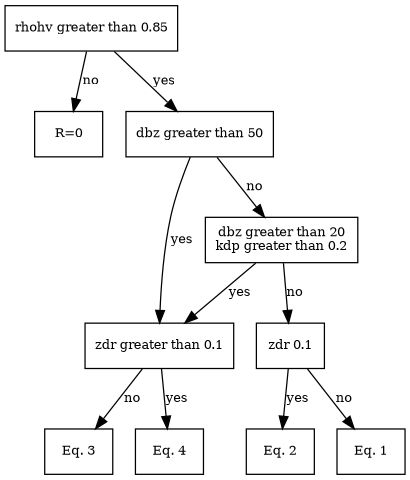 rhohv greater than 0.85
no
yes
R=0
dbz greater than 50
no
yes
dbz greater than 20
kdp greater than 0.2
yes
no
zdr greater than 0.1
zdr 0.1
no
yes
yes
no
Eq. 3
Eq. 4
Eq. 2
Eq. 1